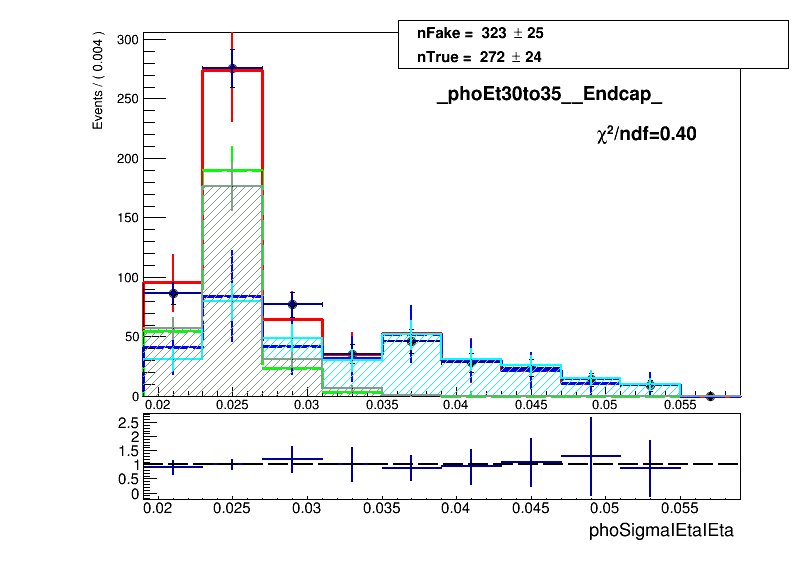 nFake = 323 ± 25
nTrue = 272 ± 24
_phoEt30to35__Endcap_
χ²/ndf=0.40
Events / ( 0.004 )
300
250
200
150
100
50
0
0.02 0.025 0.03 0.035 0.04 0.045 0.05 0.055
2.5
2
1.5
1
0.5
0
0.02 0.025 0.03 0.035 0.04 0.045 0.05 0.055
phoSigmaIEtaIEta